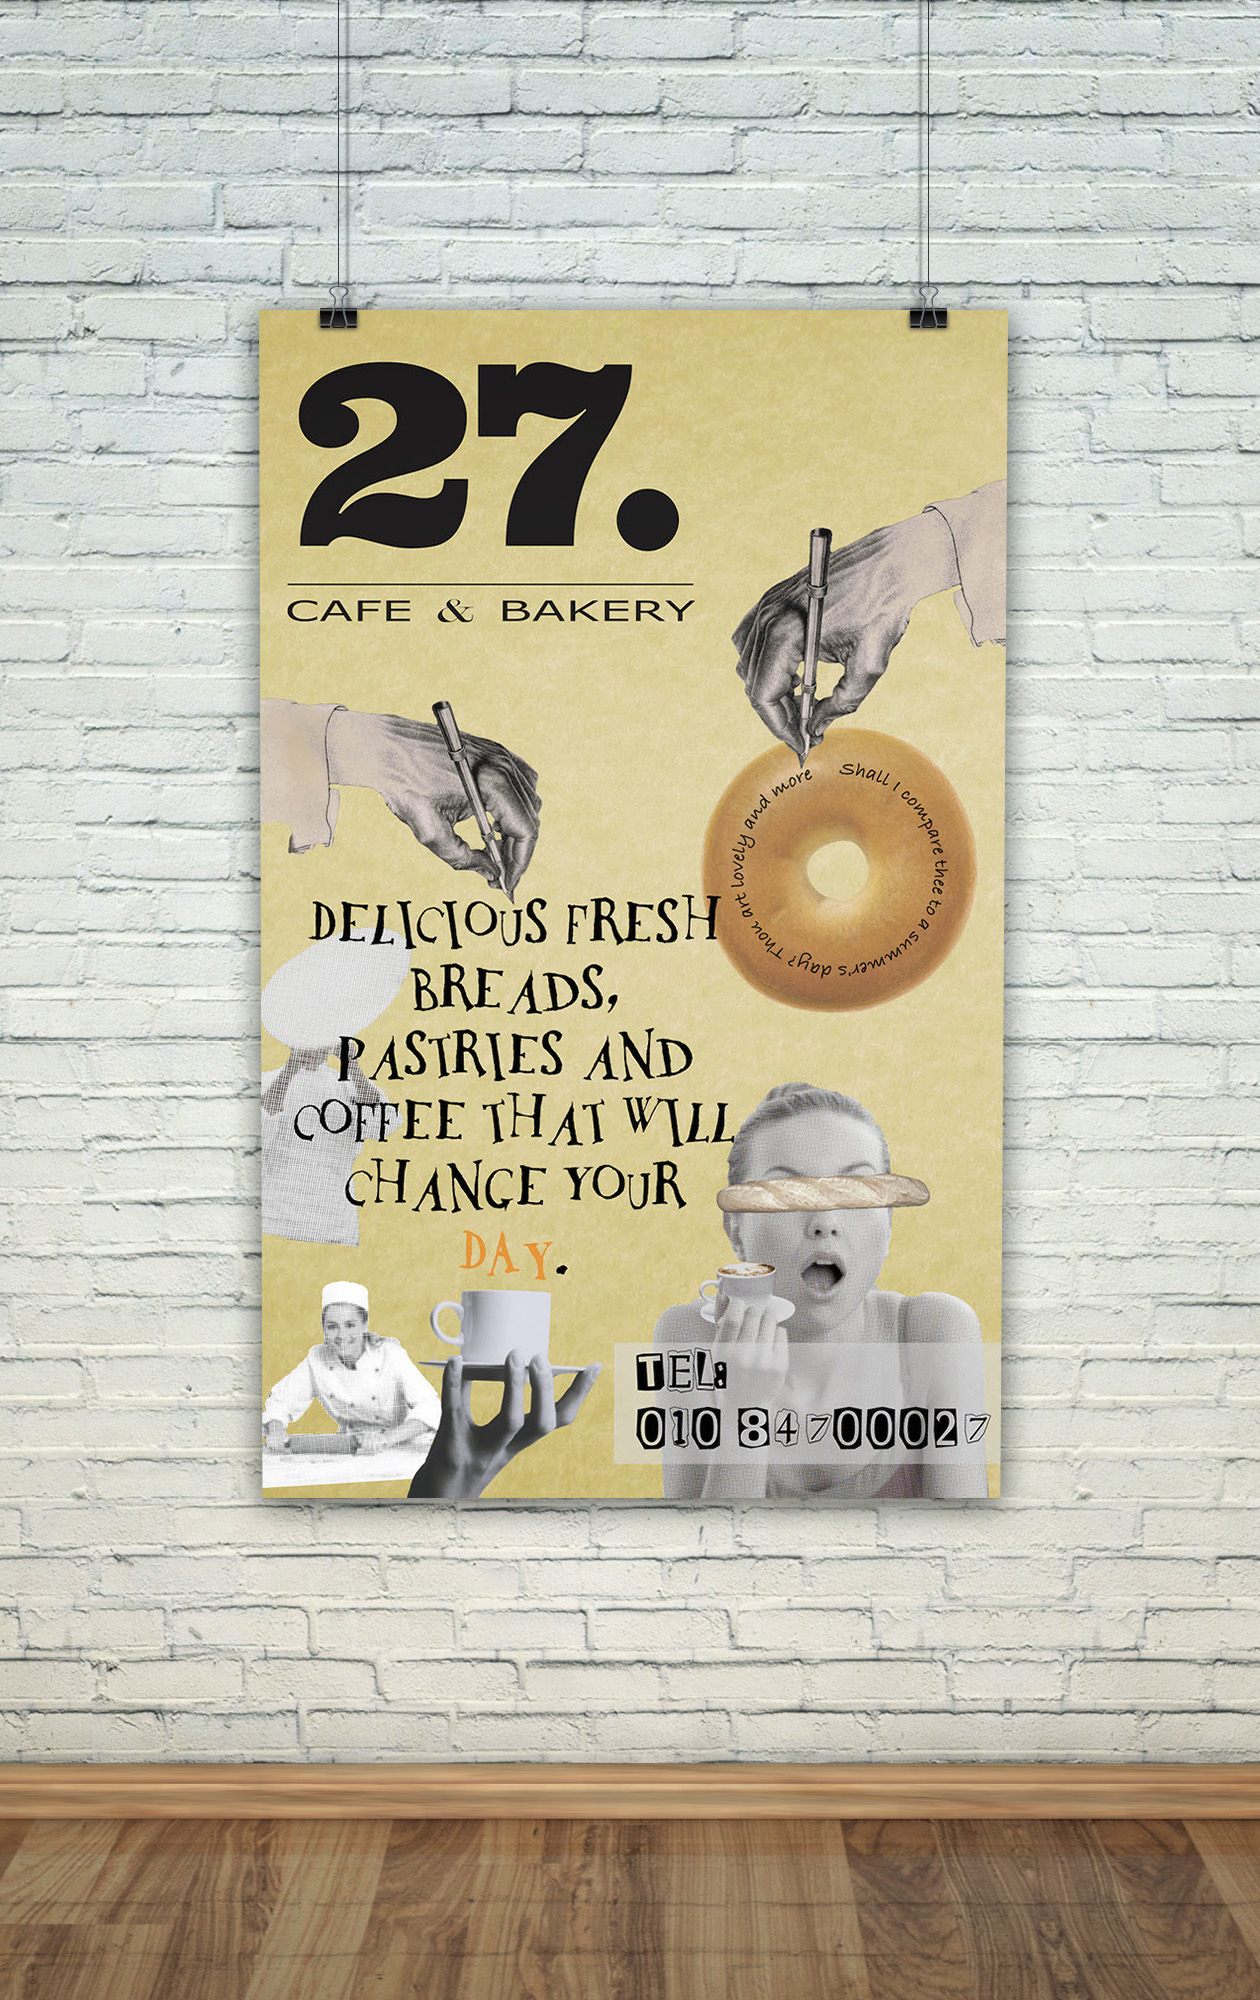 27.
CAFE & BAKERY
Shall I compare thee to a summer's day? Thou art lovely and more
DELICIOUS FRESH
BREADS,
PASTRIES AND
COFFEE THAT WILL
CHANGE YOUR
DAY.
TEL:
010 84700027